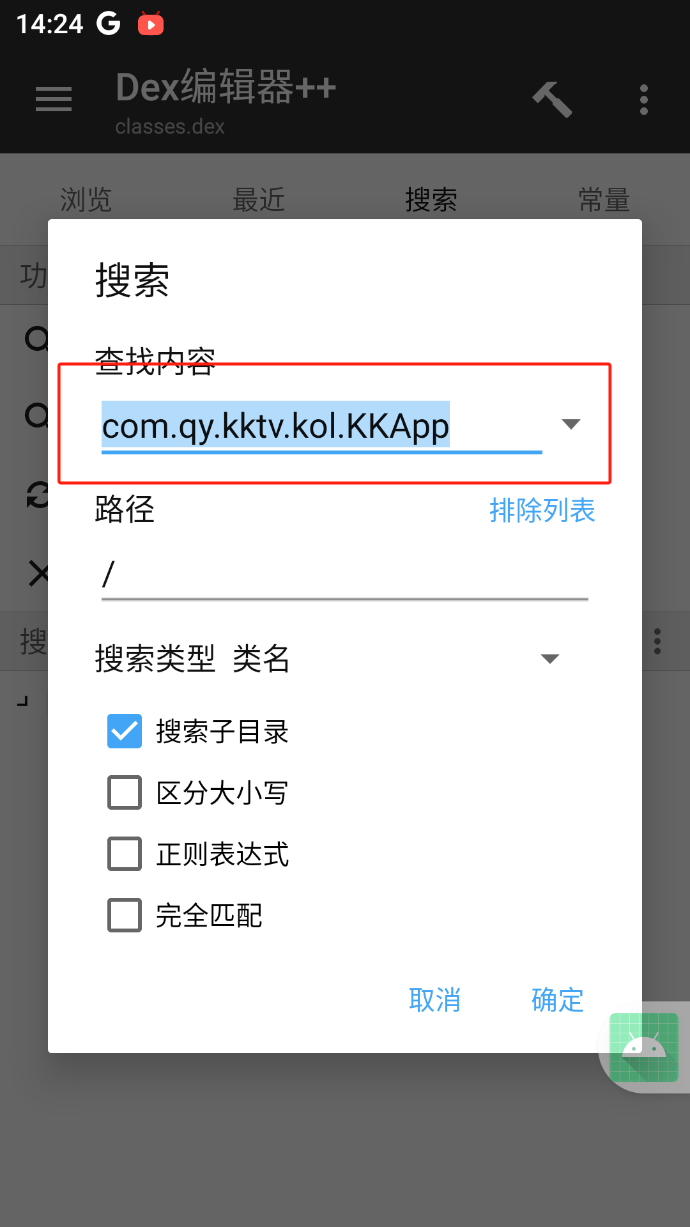 14:24 G
Dex编辑器++
classes.dex
浏览 最近 搜索 常量
功
搜索
查找内容
com.qy.kktv.kol.KKApp
路径 排除列表
/
搜
搜索类型 类名
搜索子目录
区分大小写
正则表达式
完全匹配
取消 确定